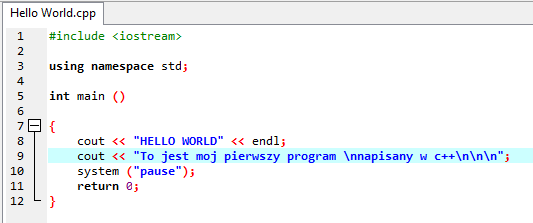 Hello World.cpp
1 #include <iostream>
2
3 using namespace std;
4
5 int main ()
6
7 {
8 cout << "HELLO WORLD" << endl;
9 cout << "To jest moj pierwszy program \nnapisany w c++\n\n\n";
10 system ("pause");
11 return 0;
12 }